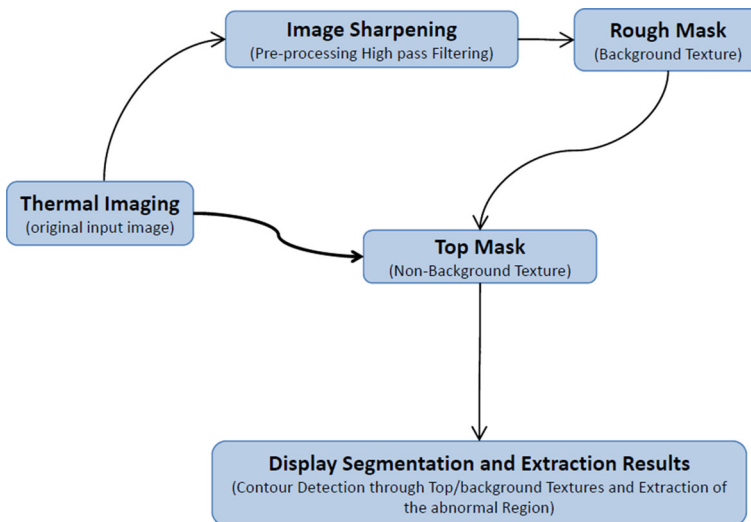 Image Sharpening
(Pre-processing High pass Filtering)
Rough Mask
(Background Texture)
Thermal Imaging
(original input image)
Top Mask
(Non-Background Texture)
Display Segmentation and Extraction Results
(Contour Detection through Top/background Textures and Extraction of
the abnormal Region)